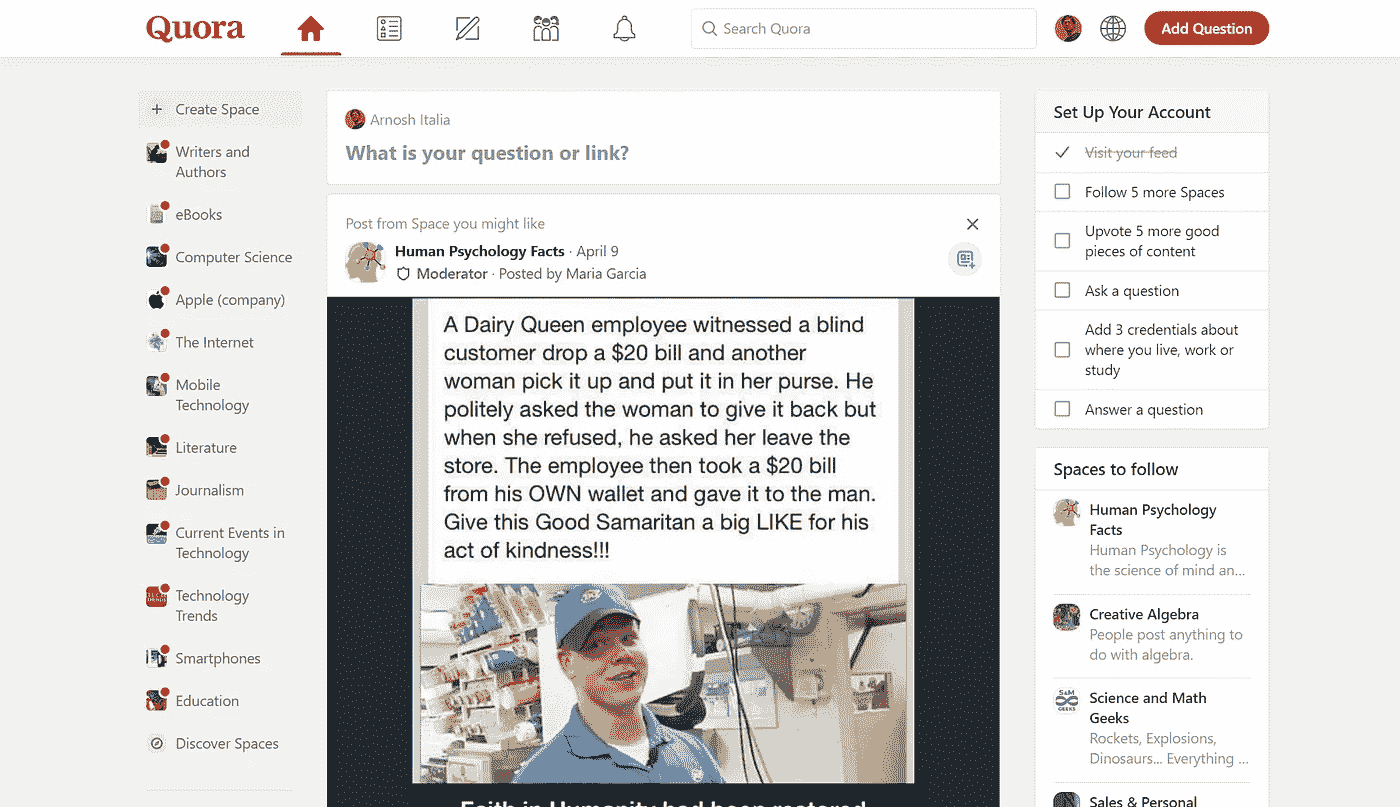 Quora
Search Quora
Add Question
Create Space
Writers and
Authors
eBooks
Computer Science
Apple (company)
The Internet
Mobile
Technology
Literature
Journalism
Current Events in
Technology
Technology
Trends
Smartphones
Education
Discover Spaces
Arnosh Italia
What is your question or link?
Post from Space you might like
Human Psychology Facts · April 9
Moderator · Posted by Maria Garcia
A Dairy Queen employee witnessed a blind
customer drop a $20 bill and another
woman pick it up and put it in her purse. He
politely asked the woman to give it back but
when she refused, he asked her leave the
store. The employee then took a $20 bill
from his OWN wallet and gave it to the man.
Give this Good Samaritan a big LIKE for his
act of kindness!!!
Faith in Humanity had been restored
Set Up Your Account
Visit your feed
Follow 5 more Spaces
Upvote 5 more good
pieces of content
Ask a question
Add 3 credentials about
where you live, work or
study
Answer a question
Spaces to follow
Human Psychology
Facts
Human Psychology is
the science of mind an...
Creative Algebra
People post anything to
do with algebra.
S&M
GEEKS
Science and Math
Geeks
Rockets, Explosions,
Dinosaurs... Everything ...
Sales & Personal